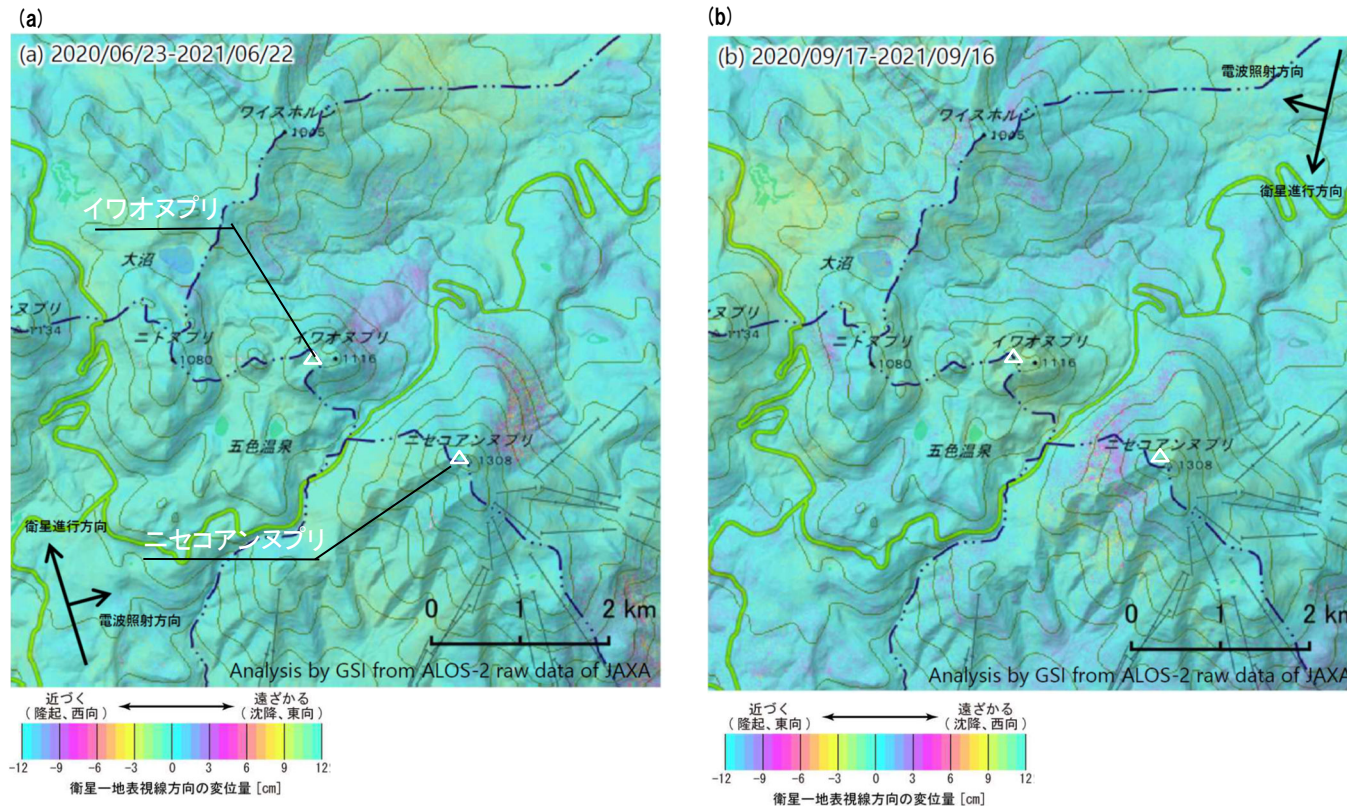 (a)
(b)
(a) 2020/06/23-2021/06/22
ワイスホルン
1045
イワオヌプリ
大沼
ヌプリ
1134
ニトヌプリ
1080
イワオヌプリ
1116
五色温泉
ニセコアンヌプリ
1308
ニセコアンヌプリ
衛星進行方向
電波照射方向
0 1 2 km
Analysis by GSI from ALOS-2 raw data of JAXA
近づく
(隆起、西向)
遠ざかる
(沈降、東向)
-12 -9 -6 -3 0 3 6 9 12
衛星―地表視線方向の変位量 [cm]
(b) 2020/09/17-2021/09/16
電波照射方向
衛星進行方向
ワイスホルン
1045
大沼
ヌプリ
1134
ニトヌプリ
1080
イワオヌプリ
1116
五色温泉
ニセコアンヌプリ
1308
0 1 2 km
Analysis by GSI from ALOS-2 raw data of JAXA
近づく
(隆起、東向)
遠ざかる
(沈降、西向)
-12 -9 -6 -3 0 3 6 9 12
衛星―地表視線方向の変位量 [cm]